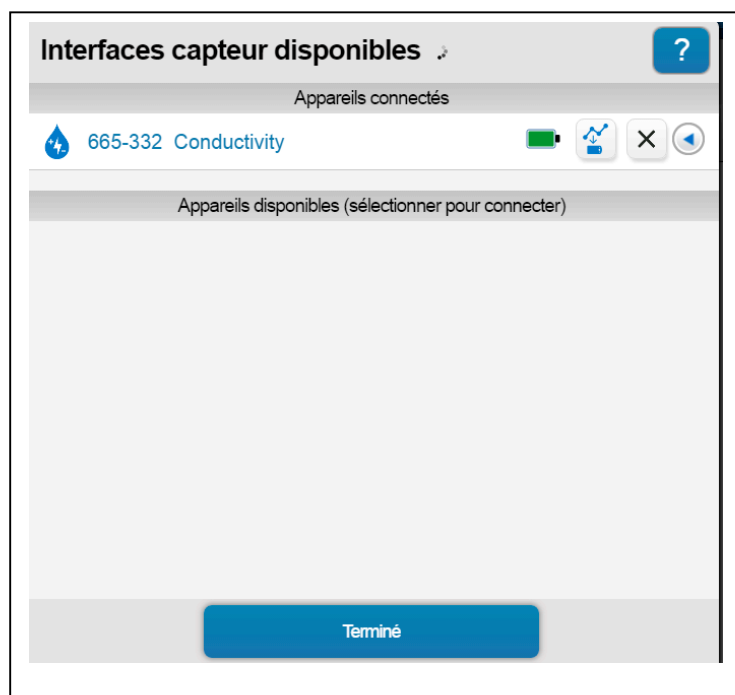 Interfaces capteur disponibles
?
Appareils connectés
665-332 Conductivity
Appareils disponibles (sélectionner pour connecter)
Terminé